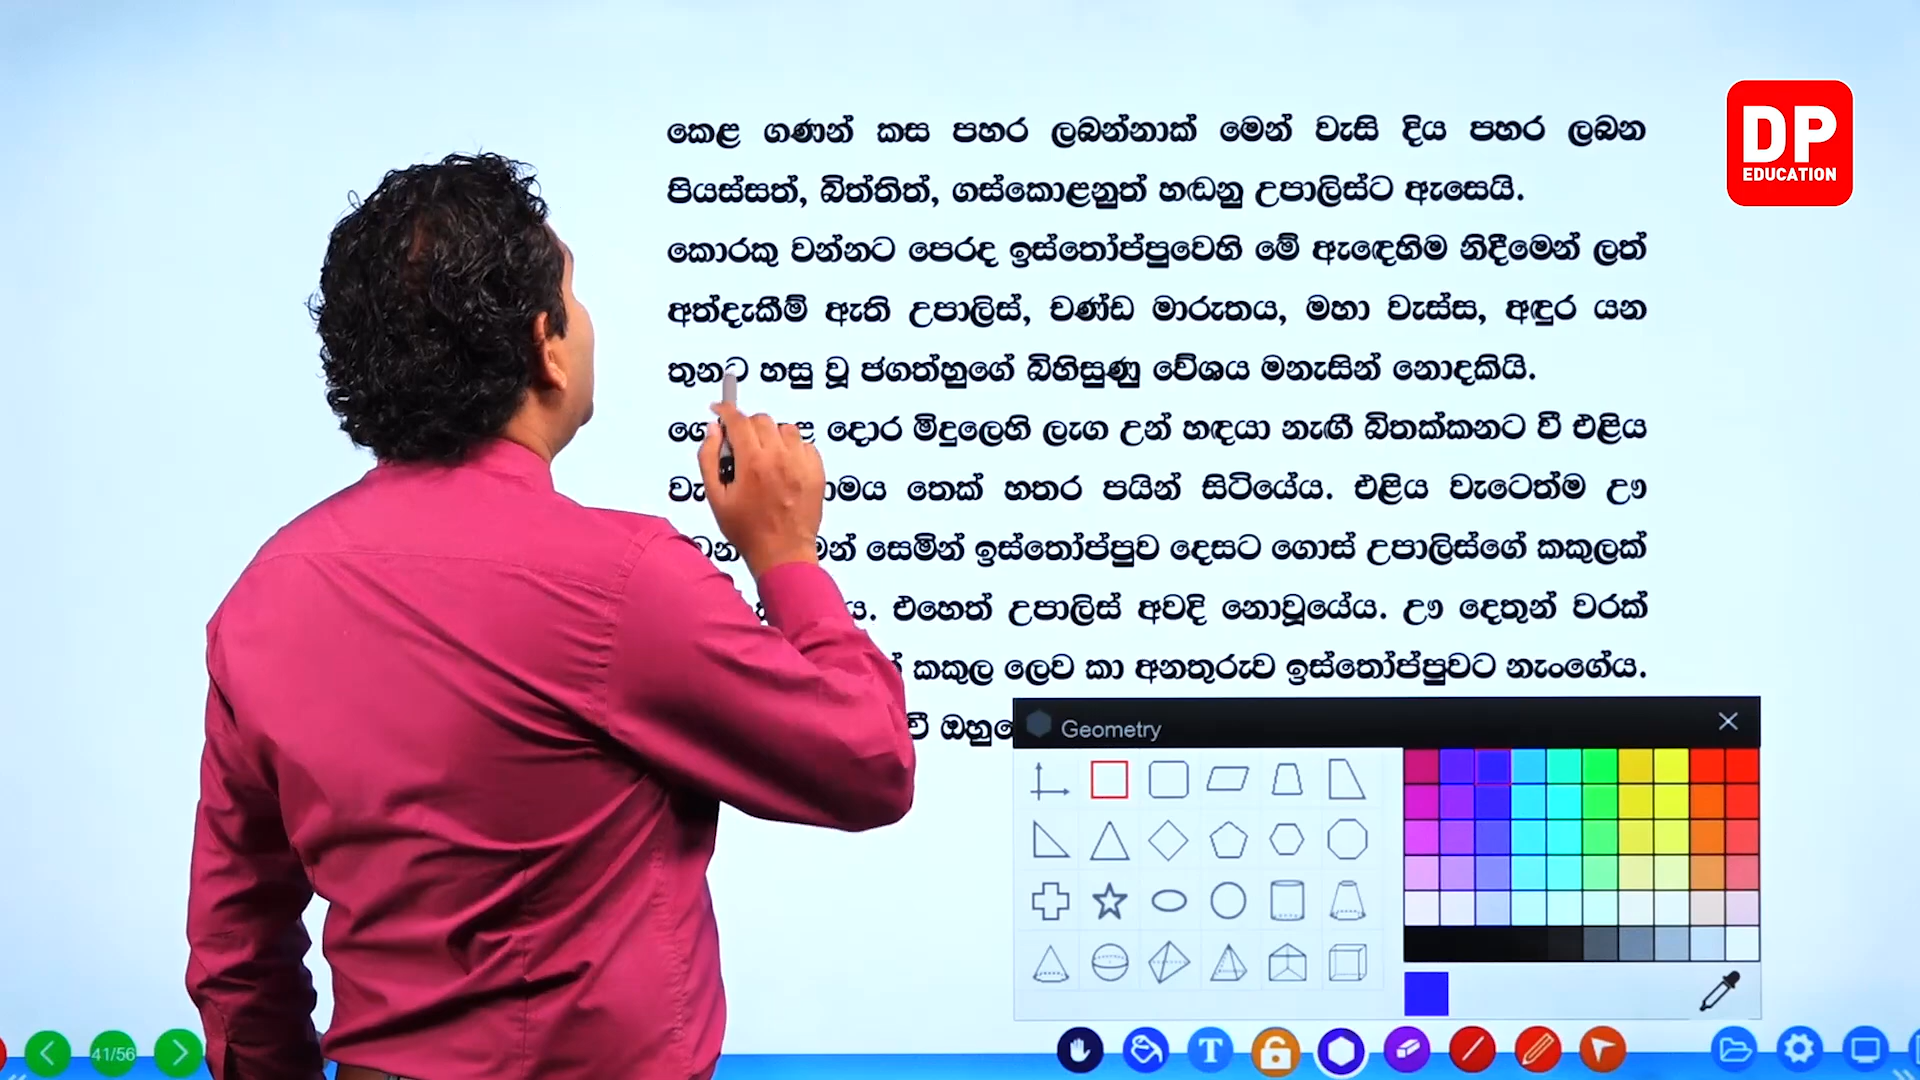 කෙළ ගණන් කස පහර ලබන්නාක් මෙන් වැසි දිය පහර ලබන
පියස්සත්, බිත්තිත්, ගස්කොළනුත් හඬනු උපාලිස්ට ඇසෙයි.
කොරකු වන්නට පෙරද ඉස්තෝප්පුවෙහි මේ ඇඳෙහිම නිදීමෙන් ලත්
අත්දැකීම් ඇති උපාලිස්, චණ්ඩ මාරුතය, මහා වැස්ස, අඳුර යන
තුනට හසු වූ ජගත්හුගේ බිහිසුණු වේශය මනැසින් නොදකියි.
දොර මිදුලෙහි ලැග උන් හඳයා නැඟී බිතක්කනට වී එළිය
තෙක් හතර පයින් සිටියේය. එළිය වැටෙත්ම ඌ
සෙමින් ඉස්තෝප්පුව දෙසට ගොස් උපාලිස්ගේ කකුලක්
එහෙත් උපාලිස් අවදි නොවූයේය. ඌ දෙතුන් වරක්
කකුල ලෙව කා අනතුරුව ඉස්තෝප්පුවට නැංගේය.
වී
DP
EDUCATION
Geometry
41/56
T